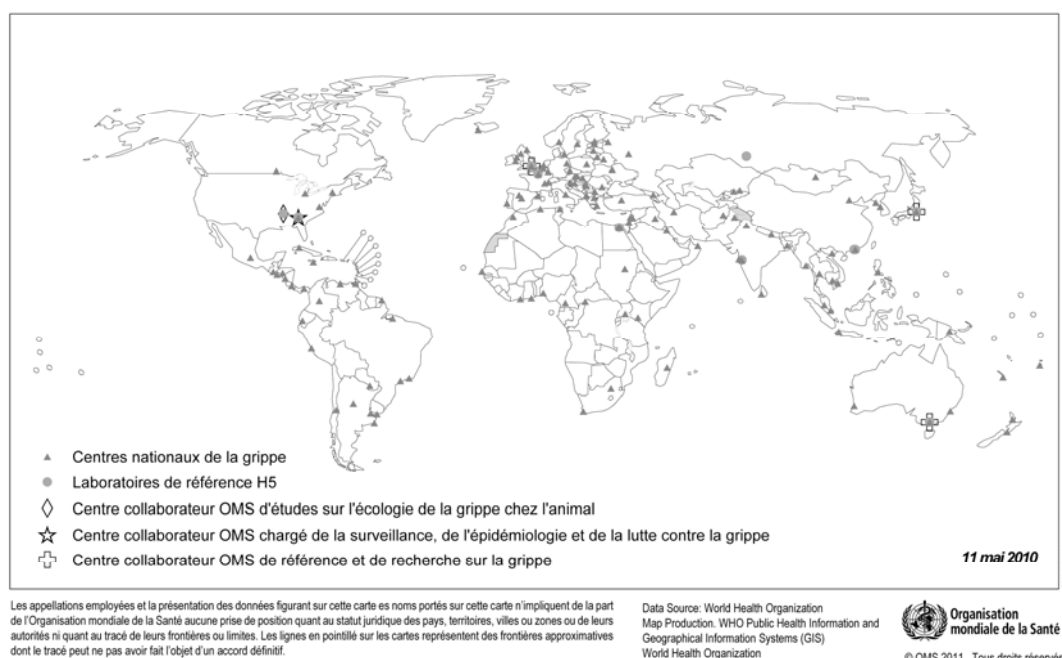 Centres nationaux de la grippe
Laboratoires de référence H5
Centre collaborateur OMS d'études sur l'écologie de la grippe chez l'animal
Centre collaborateur OMS chargé de la surveillance, de l'épidémiologie et de la lutte contre la grippe
Centre collaborateur OMS de référence et de recherche sur la grippe
11 mai 2010
Les appellations employées et la présentation des données figurant sur cette carte es noms portés sur cette carte n'impliquent de la part
de l'Organisation mondiale de la Santé aucune prise de position quant au statut juridique des pays, territoires, villes ou zones ou de leurs
autorités ni quant au tracé de leurs frontières ou limites. Les lignes en pointillé sur les cartes représentent des frontières approximatives
dont le tracé peut ne pas avoir fait l'objet d'un accord définitif.
Data Source: World Health Organization
Map Production. WHO Public Health Information and
Geographical Information Systems (GIS)
World Health Organization
Organisation
mondiale de la Santé
© OMS 2011. Tous droits réservés